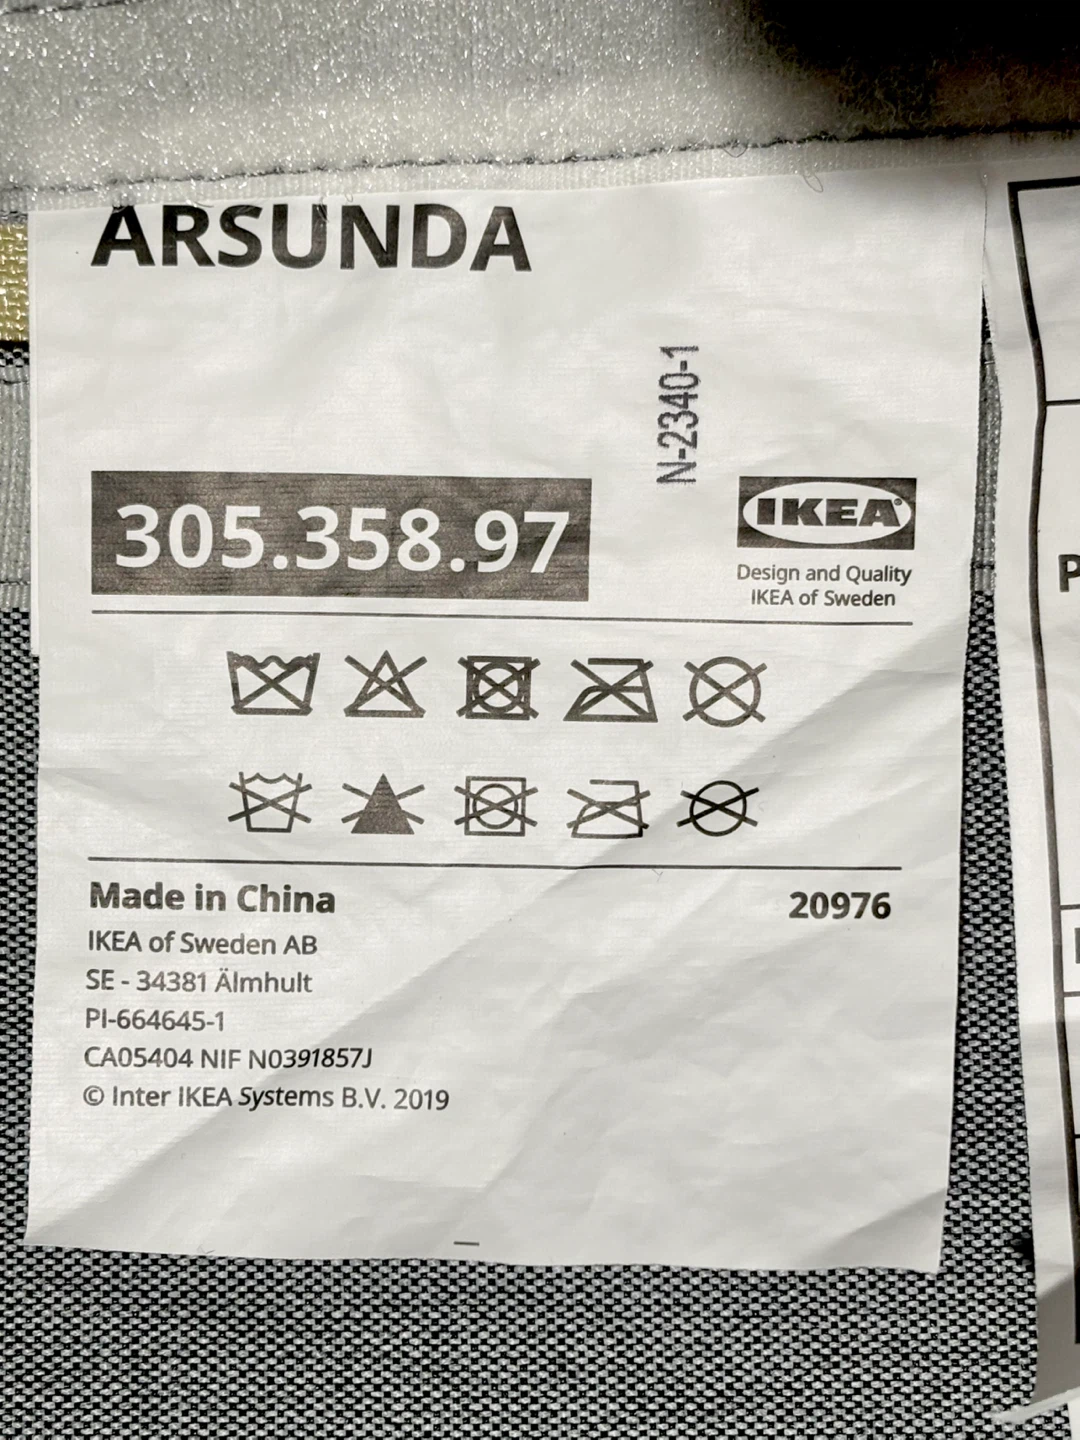 ARSUNDA
N-2340-1
305.358.97
IKEA®
Design and Quality
IKEA of Sweden
Made in China
20976
IKEA of Sweden AB
SE - 34381 Älmhult
PI-664645-1
CA05404 NIF N0391857J
© Inter IKEA Systems B.V. 2019
P